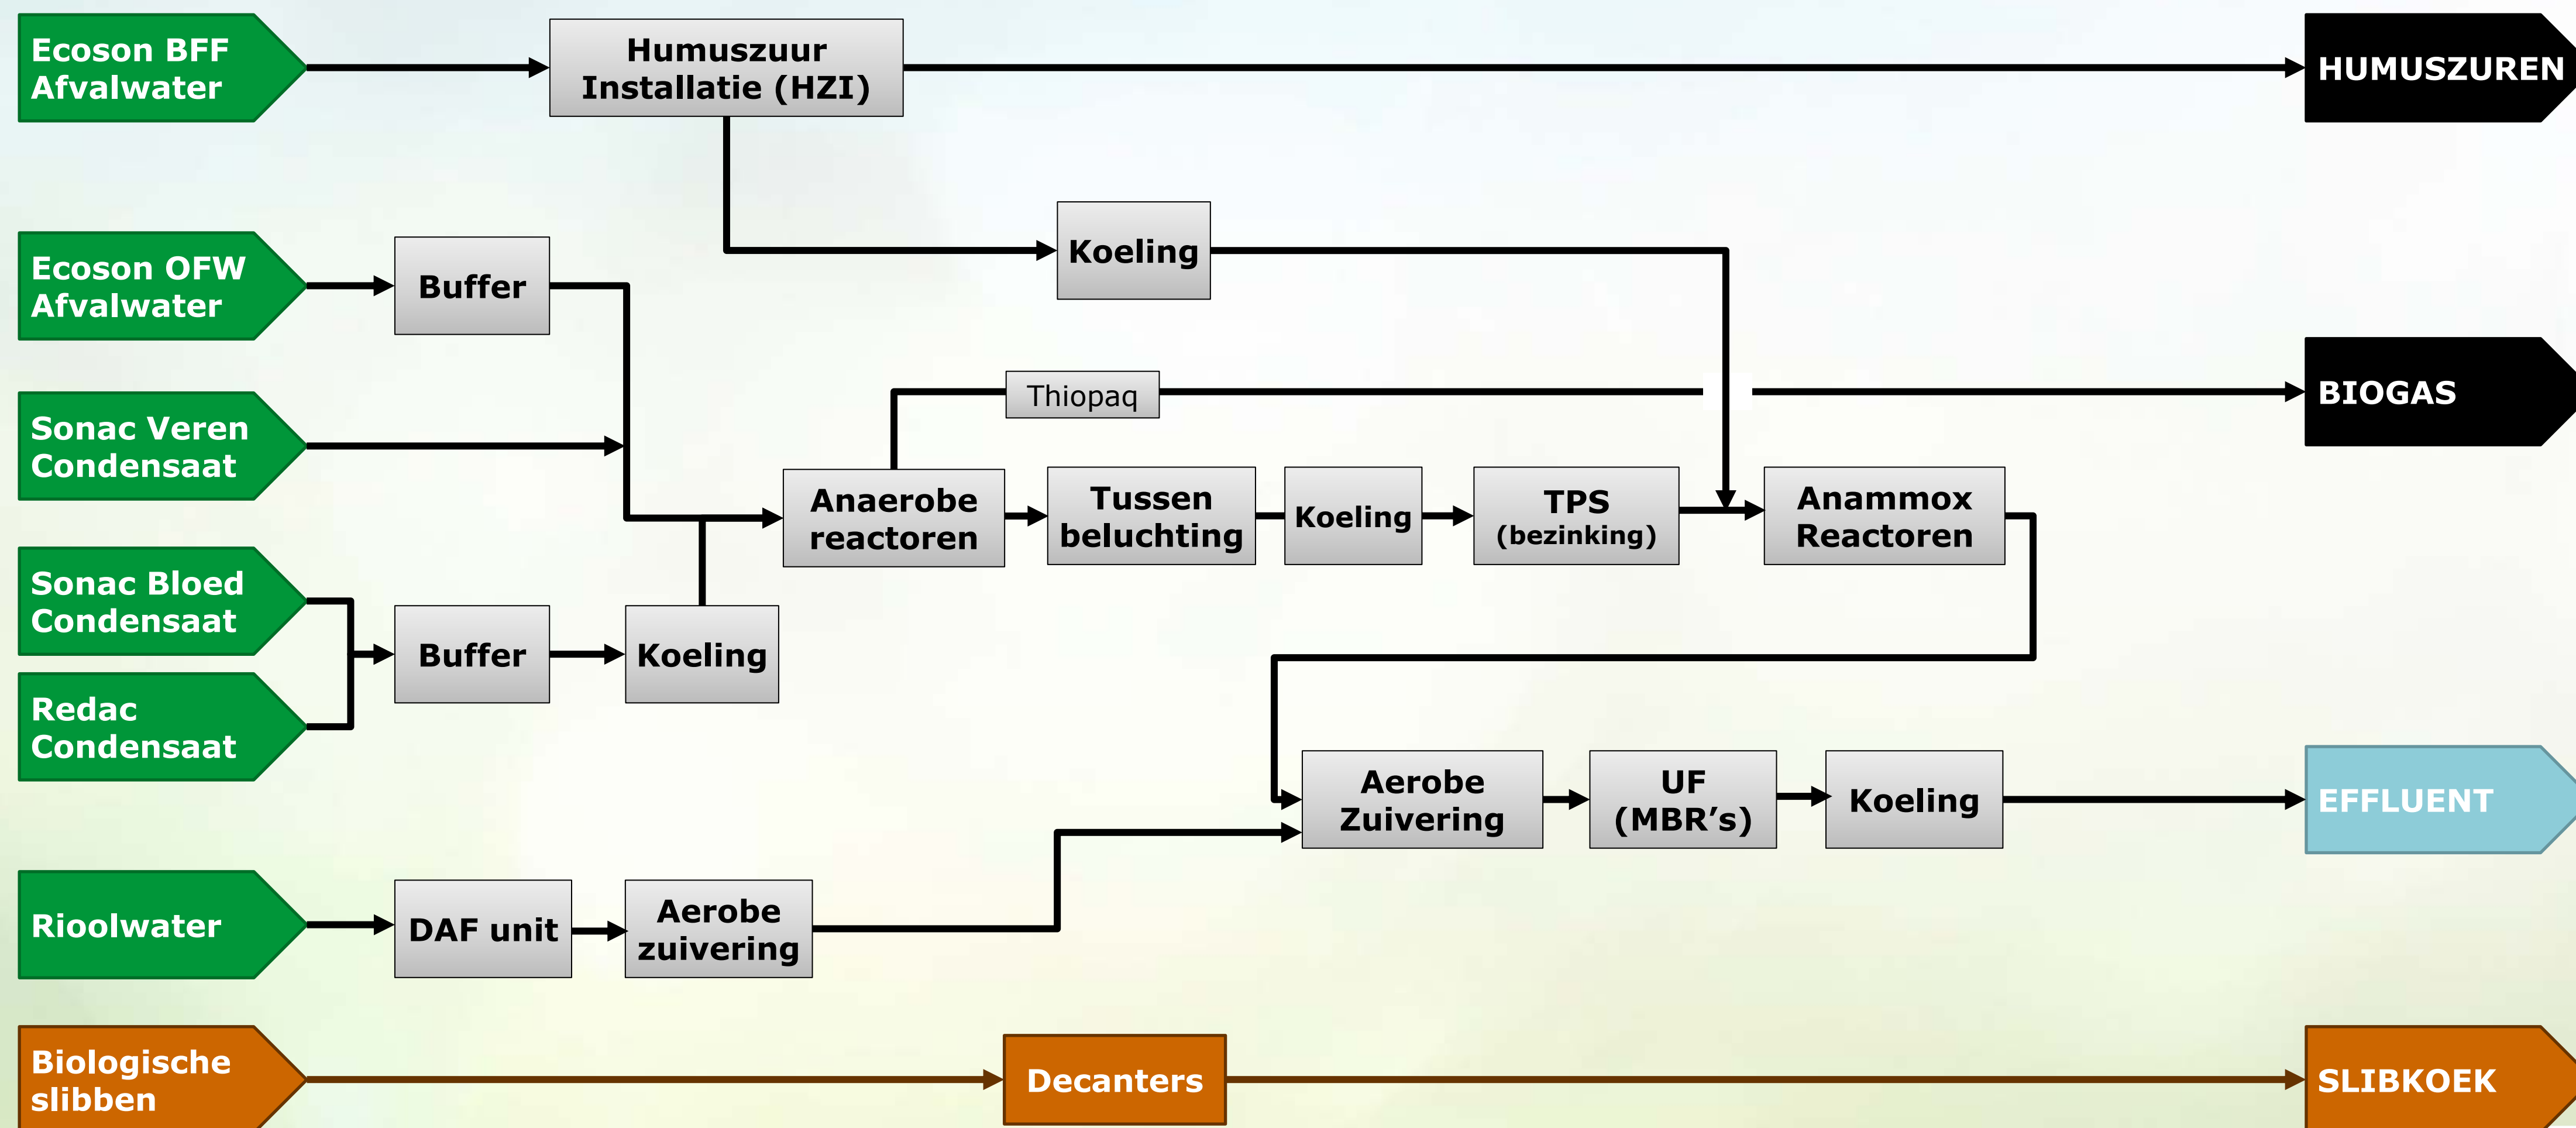 Ecoson BFF
Afvalwater
Humuszuur
Installatie (HZI)
HUMUSZUREN
Ecoson OFW
Afvalwater
Buffer
Koeling
Thiopaq
BIOGAS
Sonac Veren
Condensaat
Anaerobe
reactoren
Tussen
beluchting
Koeling
TPS
(bezinking)
Anammox
Reactoren
Sonac Bloed
Condensaat
Buffer
Koeling
Redac
Condensaat
Aerobe
Zuivering
UF
(MBR’s)
Koeling
EFFLUENT
Rioolwater
DAF unit
Aerobe
zuivering
Biologische
slibben
Decanters
SLIBKOEK